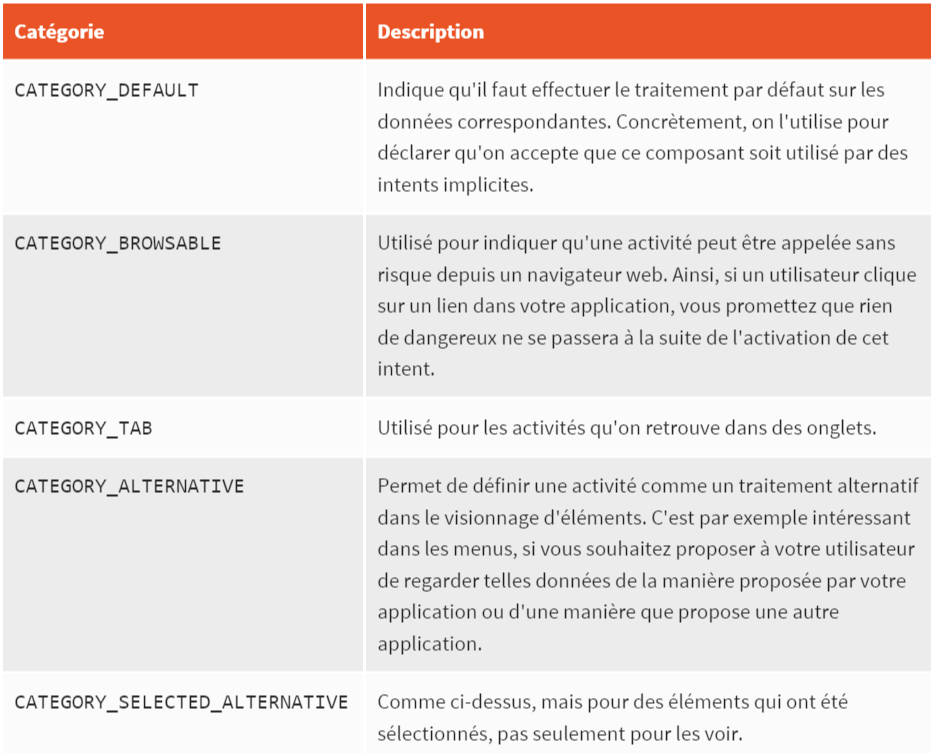 Catégorie Description
CATEGORY_DEFAULT Indique qu'il faut effectuer le traitement par défaut sur les
données correspondantes. Concrètement, on l'utilise pour
déclarer qu'on accepte que ce composant soit utilisé par des
intents implicites.
CATEGORY_BROWSABLE Utilisé pour indiquer qu'une activité peut être appelée sans
risque depuis un navigateur web. Ainsi, si un utilisateur clique
sur un lien dans votre application, vous promettez que rien
de dangereux ne se passera à la suite de l'activation de cet
intent.
CATEGORY_TAB Utilisé pour les activités qu'on retrouve dans des onglets.
CATEGORY_ALTERNATIVE Permet de définir une activité comme un traitement alternatif
dans le visionnage d'éléments. C'est par exemple intéressant
dans les menus, si vous souhaitez proposer à votre utilisateur
de regarder telles données de la manière proposée par votre
application ou d'une manière que propose une autre
application.
CATEGORY_SELECTED_ALTERNATIVE Comme ci-dessus, mais pour des éléments qui ont été
sélectionnés, pas seulement pour les voir.